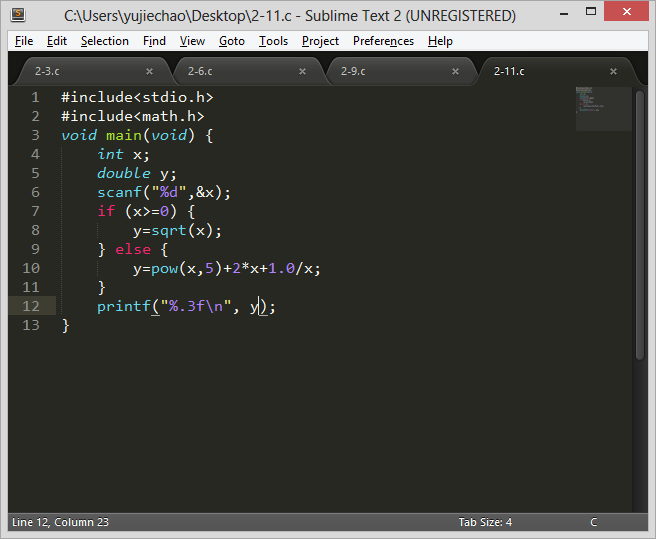 C:\Users\yujiechao\Desktop\2-11.c - Sublime Text 2 (UNREGISTERED)
File Edit Selection Find View Goto Tools Project Preferences Help
2-3.c 2-6.c 2-9.c 2-11.c
1 #include<stdio.h>
2 #include<math.h>
3 void main(void) {
4     int x;
5     double y;
6     scanf("%d",&x);
7     if (x>=0) {
8         y=sqrt(x);
9     } else {
10         y=pow(x,5)+2*x+1.0/x;
11     }
12     printf("%.3f\n", y);
13 }
Line 12, Column 23 Tab Size: 4 C